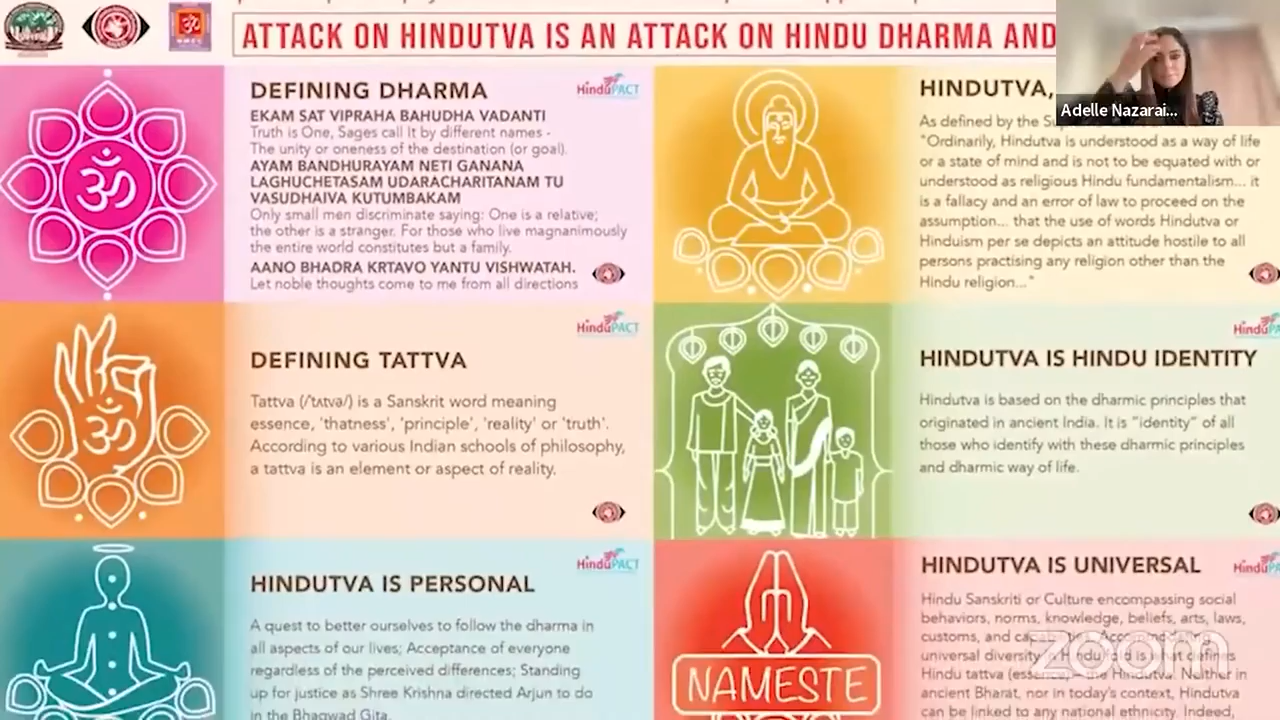 ATTACK ON HINDUTVA IS AN ATTACK ON HINDU DHARMA AND
Adelle Nazarai...
DEFINING DHARMA
HinduPACT
EKAM SAT VIPRAHA BAHUDHA VADANTI
Truth is One, Sages call It by different names -
The unity or oneness of the destination (or goal).
AYAM BANDHURAYAM NETI GANANA
LAGHUCHETASAM UDARACHARITANAM TU
VASUDHAIVA KUTUMBAKAM
Only small men discriminate saying: One is a relative;
the other is a stranger. For those who live magnanimously
the entire world constitutes but a family.
AANO BHADRA KRTAVO YANTU VISHWATAH.
Let noble thoughts come to me from all directions
HINDUTVA,
As defined by the
"Ordinarily, Hindutva is understood as a way of life
or a state of mind and is not to be equated with or
understood as religious Hindu fundamentalism... it
is a fallacy and an error of law to proceed on the
assumption... that the use of words Hindutva or
Hinduism per se depicts an attitude hostile to all
persons practising any religion other than the
Hindu religion..."
HinduPACT
DEFINING TATTVA
Tattva (/'tʌtvə/) is a Sanskrit word meaning
essence, 'thatness', 'principle', 'reality' or 'truth'.
According to various Indian schools of philosophy,
a tattva is an element or aspect of reality.
HINDUTVA IS HINDU IDENTITY
Hindutva is based on the dharmic principles that
originated in ancient India. It is "identity" of all
those who identify with these dharmic principles
and dharmic way of life.
HinduPACT
HINDUTVA IS PERSONAL
A quest to better ourselves to follow the dharma in
all aspects of our lives; Acceptance of everyone
regardless of the perceived differences; Standing
up for justice as Shree Krishna directed Arjun to do
in the Bhagwad Gita.
NAMESTE
HINDUTVA IS UNIVERSAL
Hindu Sanskriti or Culture encompassing social
behaviors, norms, knowledge, beliefs, arts, laws,
customs, and
universal diversity
Hindu tattva the Hindutva. Neither in
ancient Bharat, nor in today's context, Hindutva
can be linked to any national ethnicity. Indeed,
zoom